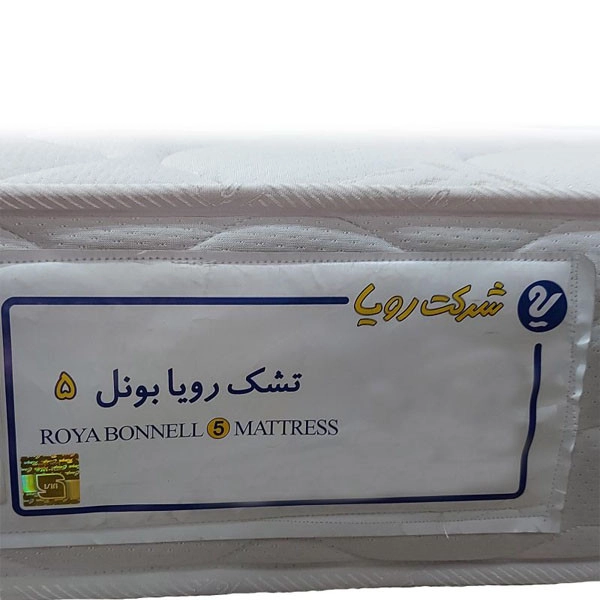 شرکت رویا
تشک رویا بونل ۵
ROYA BONNELL 5 MATTRESS